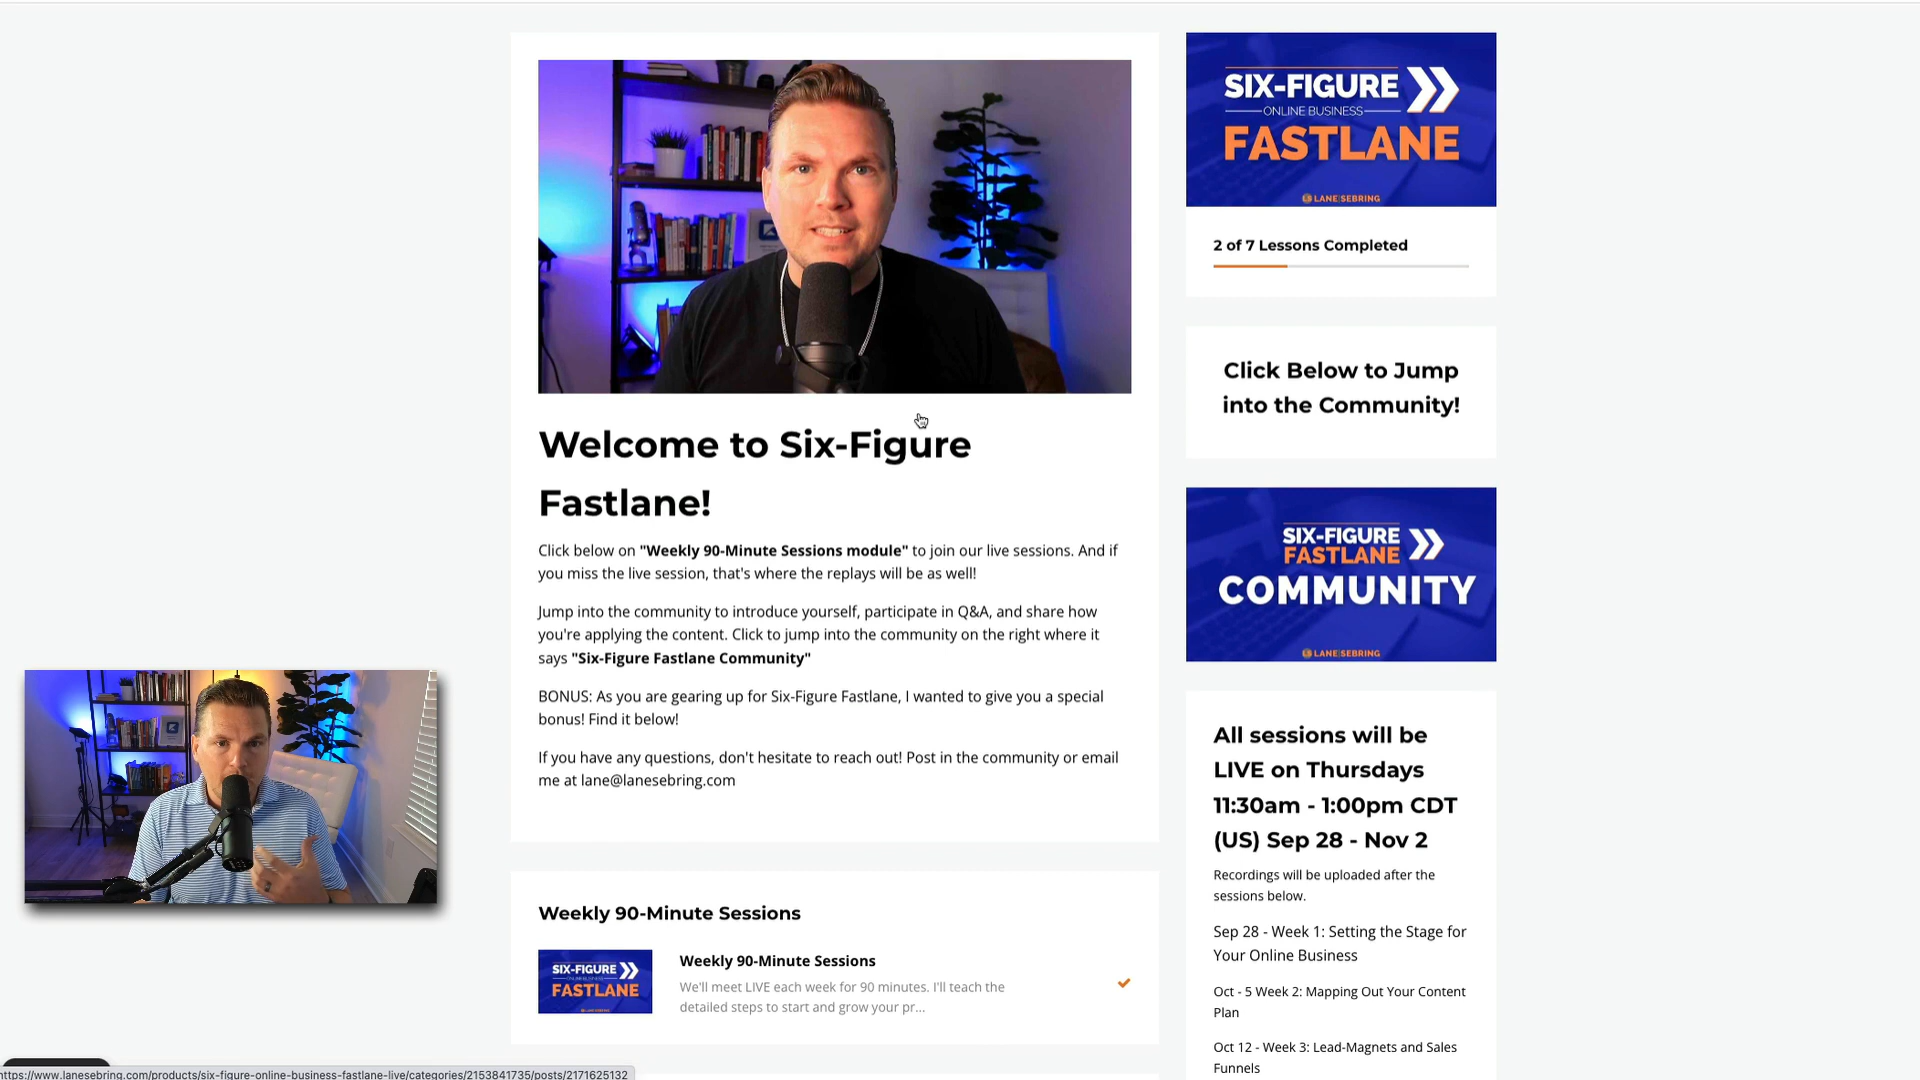 SIX-FIGURE
ONLINE BUSINESS
FASTLANE
LANE|SEBRING
2 of 7 Lessons Completed
Click Below to Jump
into the Community!
SIX-FIGURE
FASTLANE
COMMUNITY
LANE|SEBRING
All sessions will be
LIVE on Thursdays
11:30am - 1:00pm CDT
(US) Sep 28 - Nov 2
Recordings will be uploaded after the
sessions below.
Sep 28 - Week 1: Setting the Stage for
Your Online Business
Oct - 5 Week 2: Mapping Out Your Content
Plan
Oct 12 - Week 3: Lead-Magnets and Sales
Funnels
Welcome to Six-Figure
Fastlane!
Click below on "Weekly 90-Minute Sessions module" to join our live sessions. And if
you miss the live session, that's where the replays will be as well!
Jump into the community to introduce yourself, participate in Q&A, and share how
you're applying the content. Click to jump into the community on the right where it
says "Six-Figure Fastlane Community"
BONUS: As you are gearing up for Six-Figure Fastlane, I wanted to give you a special
bonus! Find it below!
If you have any questions, don't hesitate to reach out! Post in the community or email
me at lane@lanesebring.com
Weekly 90-Minute Sessions
SIX-FIGURE
ONLINE BUSINESS
FASTLANE
Weekly 90-Minute Sessions
We'll meet LIVE each week for 90 minutes. I'll teach the
detailed steps to start and grow your pr...
https://www.lanesebring.com/products/six-figure-online-business-fastlane-live/categories/2153841735/posts/2171625132